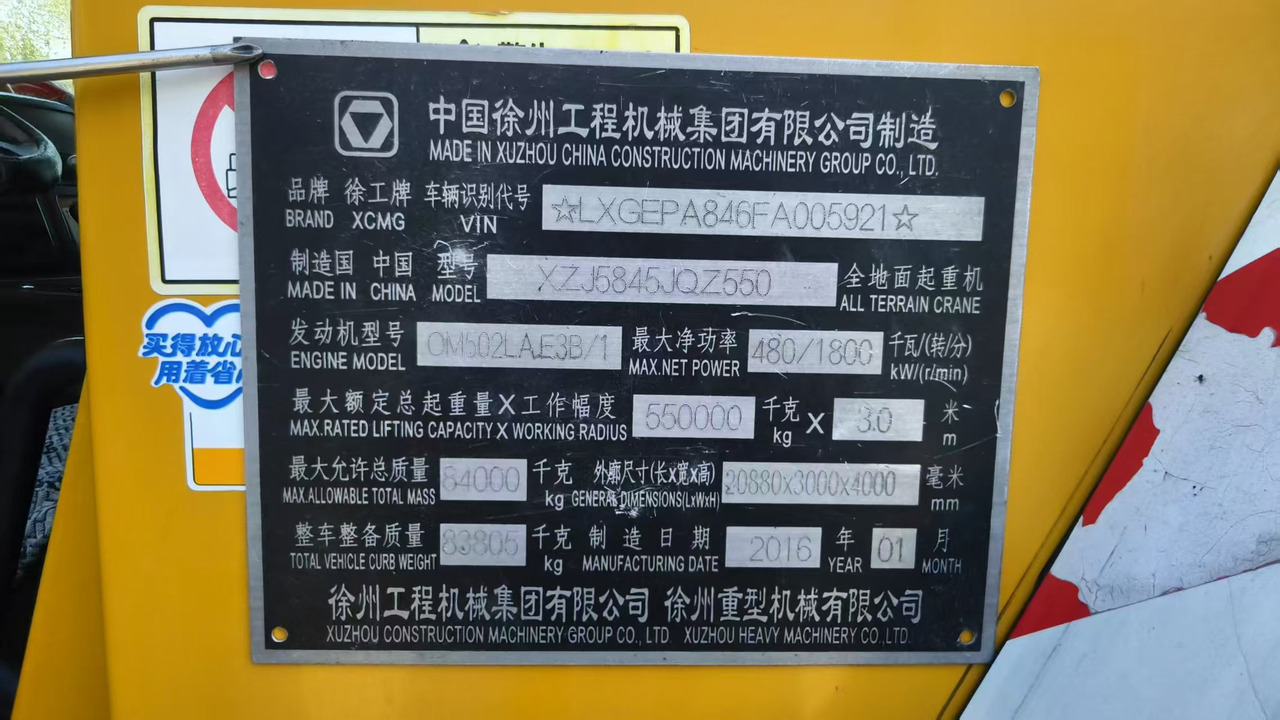 中国徐州工程机械集团有限公司制造
MADE IN XUZHOU CHINA CONSTRUCTION MACHINERY GROUP CO., LTD.
品牌 徐工牌 车辆识别代号 ☆LXGEPA846FA005921☆
BRAND XCMG VIN
制造国 中国 型号 XZJ5845JQZ550 全地面起重机
MADE IN CHINA MODEL ALL TERRAIN CRANE
发动机型号 OM502LA.E3B/1 最大净功率 480/1800 千瓦/(转/分)
ENGINE MODEL MAX.NET POWER kW/(r/min)
最大额定总起重量X工作幅度 550000 千克 X 3.0 米
MAX.RATED LIFTING CAPACITY X WORKING RADIUS kg m
最大允许总质量 84000 千克 外廓尺寸(长x宽x高) 20880x3000x4000 毫米
MAX.ALLOWABLE TOTAL MASS kg GENERAL DIMENSIONS(LxWxH) mm
整车整备质量 83805 千克 制造日期 2016 年 01 月
TOTAL VEHICLE CURB WEIGHT kg MANUFACTURING DATE YEAR MONTH
徐州工程机械集团有限公司 徐州重型机械有限公司
XUZHOU CONSTRUCTION MACHINERY GROUP CO., LTD. XUZHOU HEAVY MACHINERY CO.,LTD.
买得放心
用着省